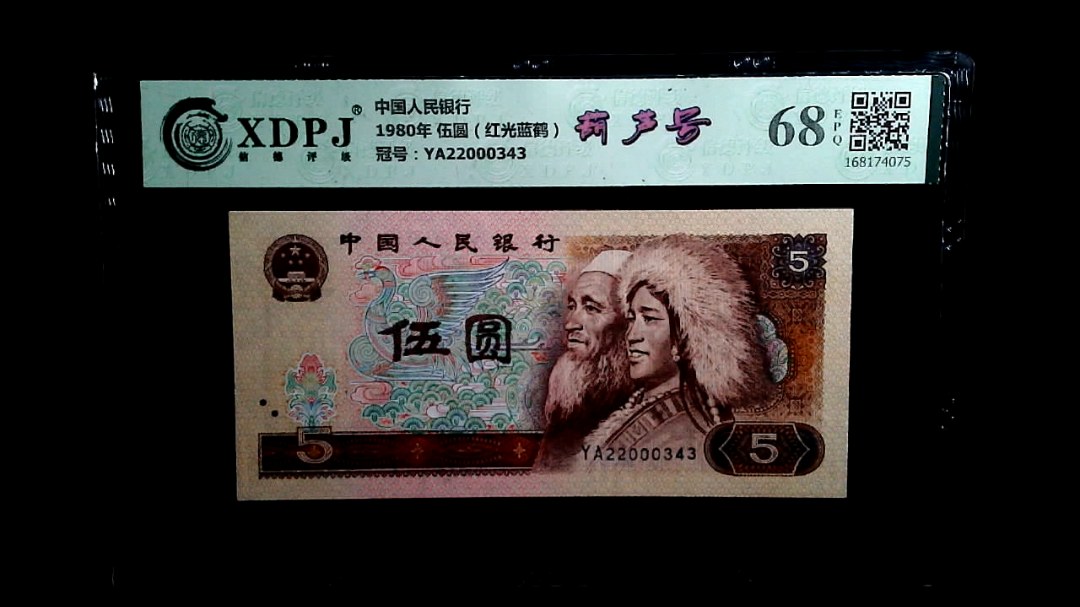 XDPJ®
信德评级
中国人民银行
1980年 伍圆（红光蓝鹤）
冠号：YA22000343
葫芦号
68
EPQ
168174075
中国人民银行
5
伍圆
5
YA22000343
5